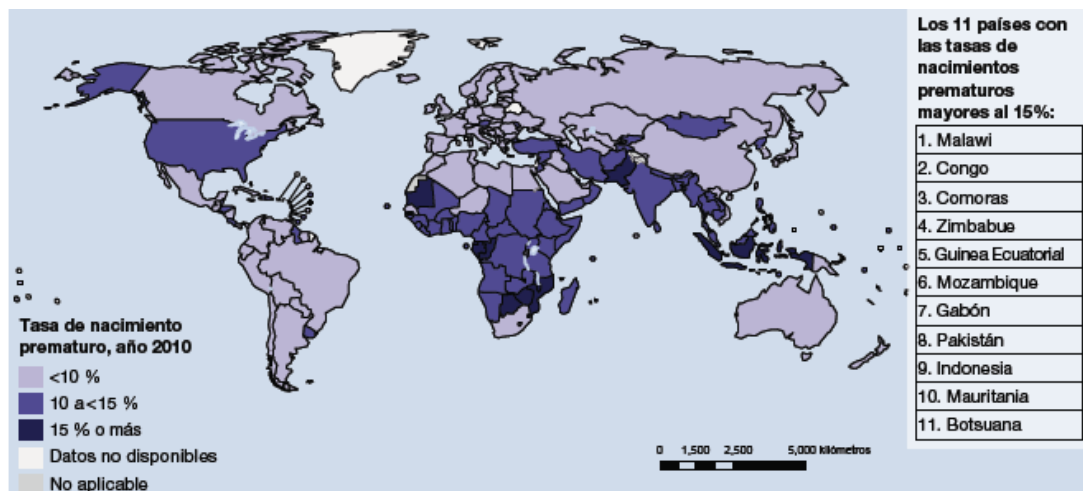 Los 11 países con
las tasas de
nacimientos
prematuros
mayores al 15%:
1. Malawi
2. Congo
3. Comoras
4. Zimbabue
5. Guinea Ecuatorial
6. Mozambique
7. Gabón
8. Pakistán
9. Indonesia
10. Mauritania
11. Botsuana
Tasa de nacimiento
prematuro, año 2010
<10 %
10 a<15 %
15 % o más
Datos no disponibles
No aplicable
0 1,500 2,500 5,000 kilómetros